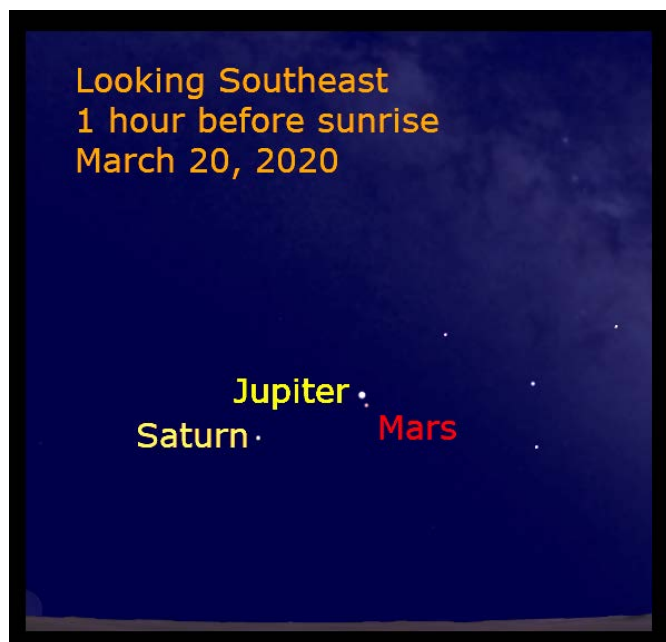 Looking Southeast
1 hour before sunrise
March 20, 2020
Jupiter
Mars
Saturn